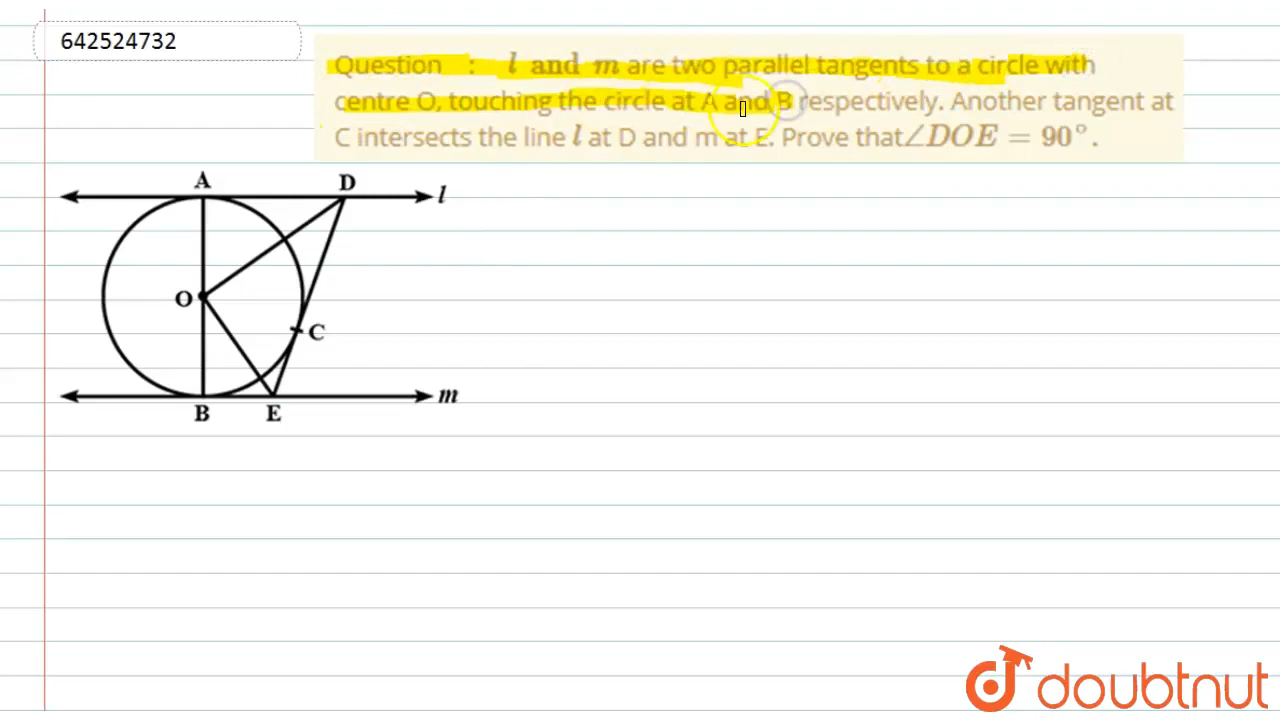 642524732
Question : l and m are two parallel tangents to a circle with
centre O, touching the circle at A and B respectively. Another tangent at
C intersects the line l at D and m at E. Prove that∠DOE = 90°.
A
D
l
O
C
m
B
E
doubtnut